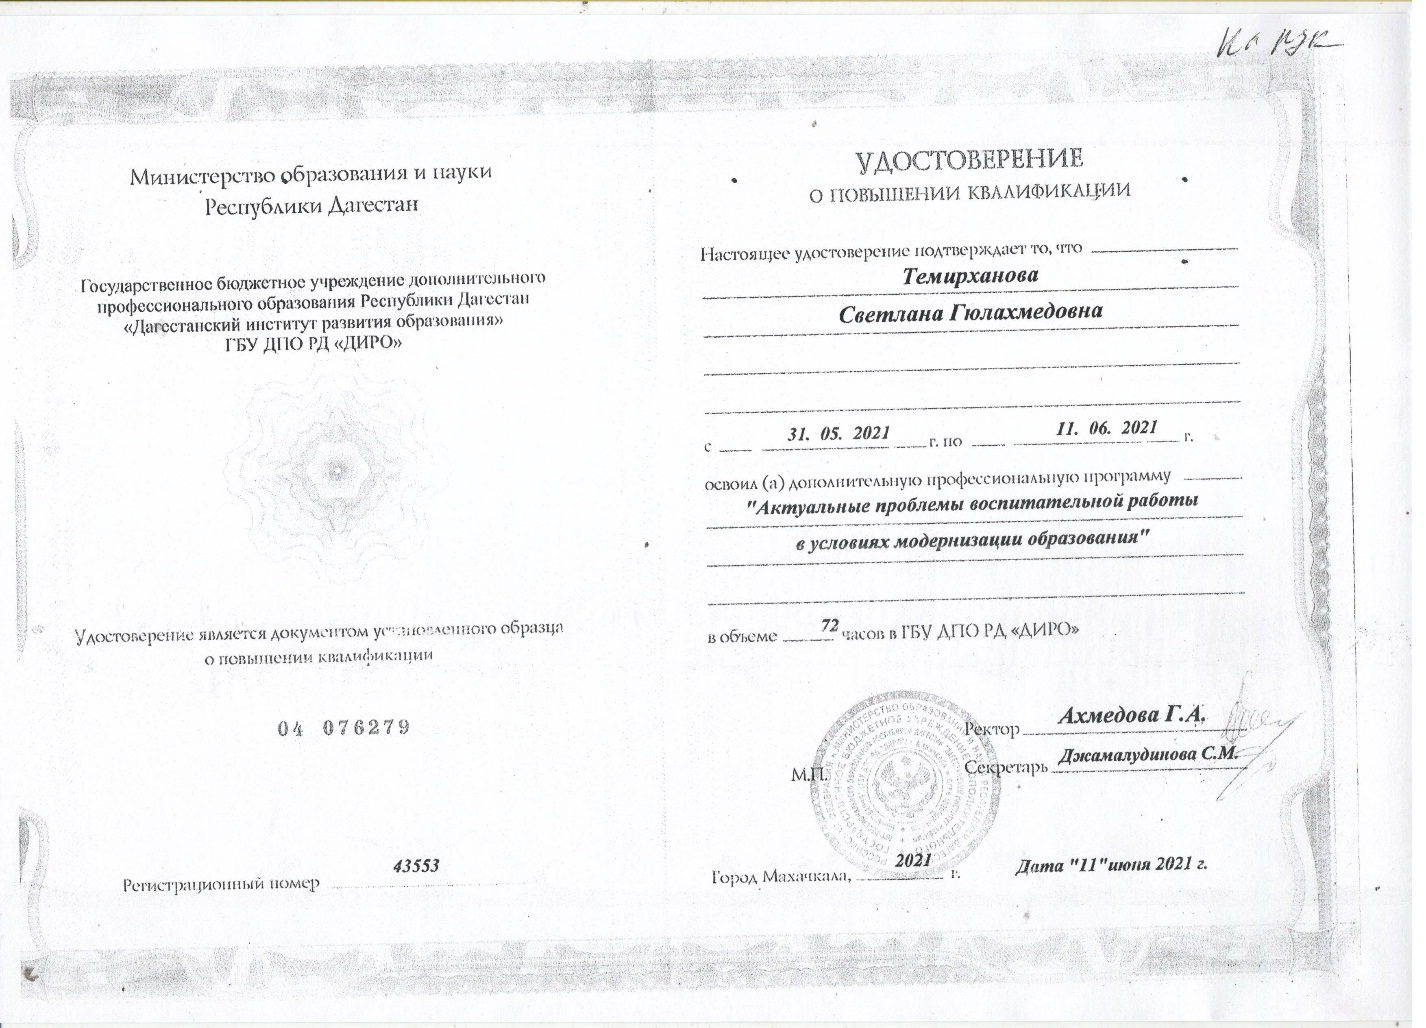 Министерство образования и науки
Республики Дагестан
Государственное бюджетное учреждение дополнительного
профессионального образования Республики Дагестан
«Дагестанский институт развития образования»
ГБУ ДПО РД «ДИРО»
Удостоверение является документом установленного образца
о повышении квалификации
04 076279
43553
Регистрационный номер
УДОСТОВЕРЕНИЕ
О ПОВЫШЕНИИ КВАЛИФИКАЦИИ
Настоящее удостоверение подтверждает то, что
Темирханова
Светлана Гюлахмедовна
с 31. 05. 2021 г. по 11. 06. 2021 г.
освоил (а) дополнительную профессиональную программу
"Актуальные проблемы воспитательной работы
в условиях модернизации образования"
в объеме 72 часов в ГБУ ДПО РД «ДИРО»
Ректор Ахмедова Г.А.
М.П.
Секретарь Джамалудинова С.М.
Город Махачкала, 2021 г.
Дата "11"июня 2021 г.